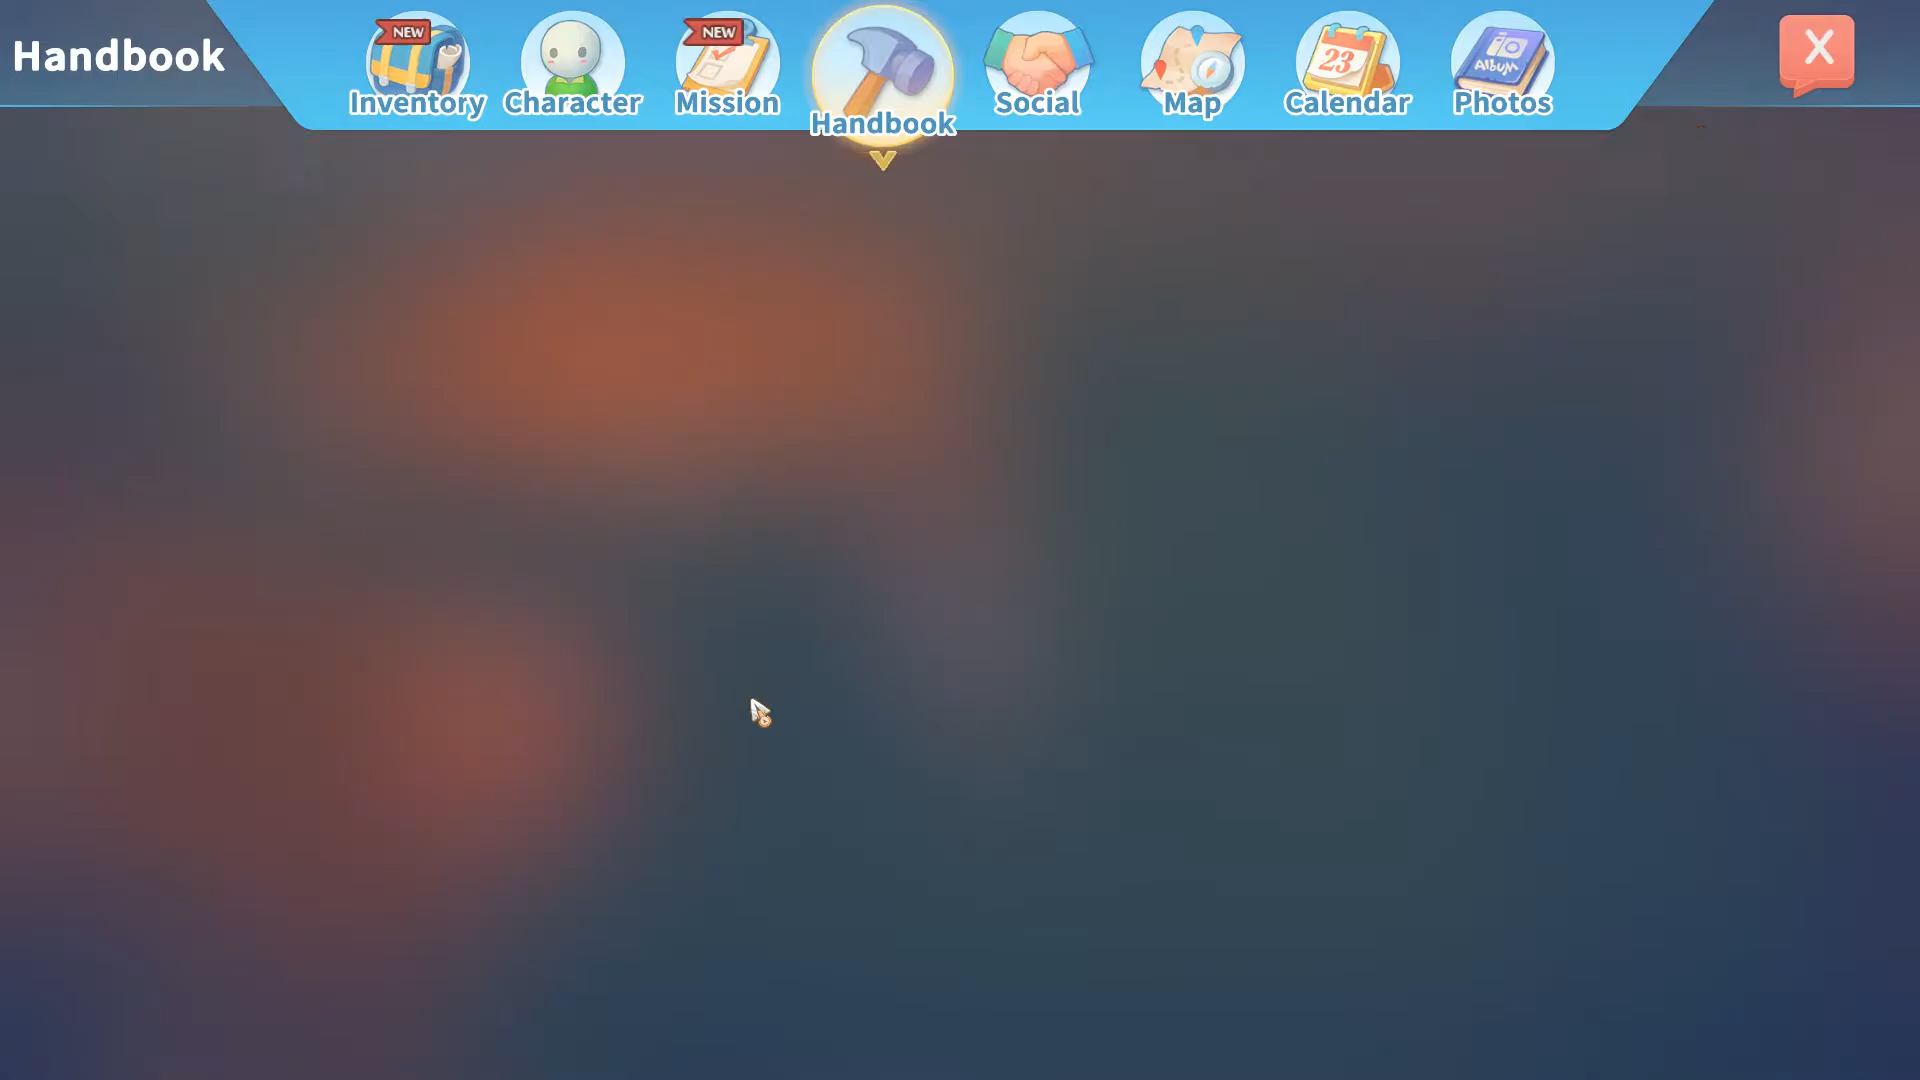 Handbook
NEW
Inventory
Character
NEW
Mission
Handbook
Social
Map
23
Calendar
ALBUM
Photos
X